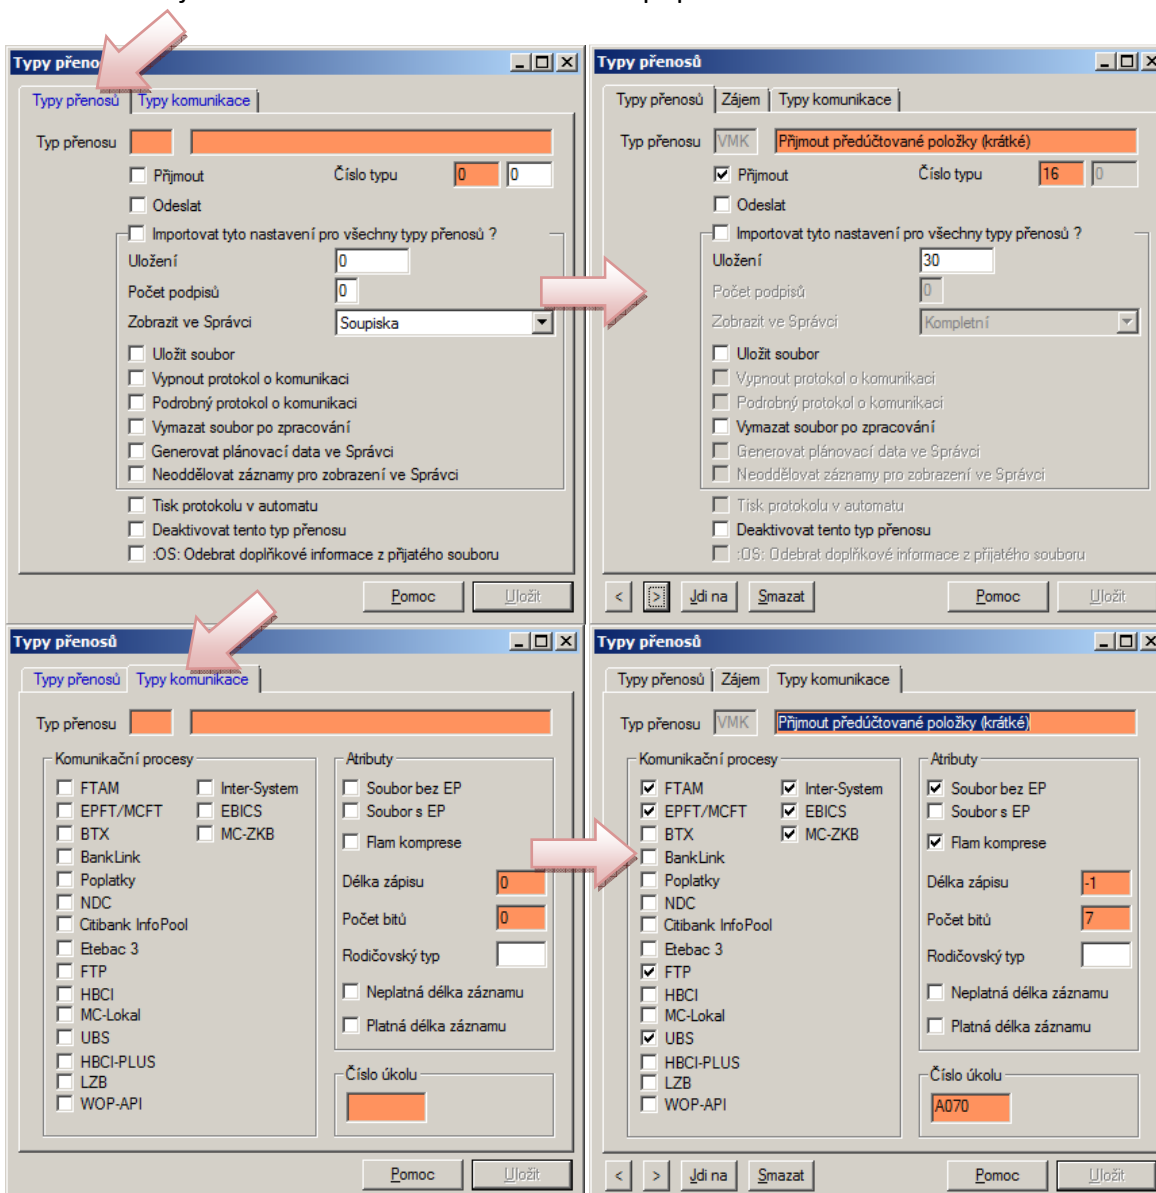 Typy přeno
Typy přenosů Typy komunikace
Typ přenosu
Přijmout Číslo typu 0 0
Odeslat
Importovat tyto nastavení pro všechny typy přenosů ?
Uložení 0
Počet podpisů 0
Zobrazit ve Správci Soupiska
Uložit soubor
Vypnout protokol o komunikaci
Podrobný protokol o komunikaci
Vymazat soubor po zpracování
Generovat plánovací data ve Správci
Neoddělovat záznamy pro zobrazení ve Správci
Tisk protokolu v automatu
Deaktivovat tento typ přenosu
:OS: Odebrat doplňkové informace z přijatého souboru
Pomoc Uložit
Typy přenosů
Typy přenosů Zájem Typy komunikace
Typ přenosu VMK Přijmout předúčtované položky (krátké)
Přijmout Číslo typu 16 0
Odeslat
Importovat tyto nastavení pro všechny typy přenosů ?
Uložení 30
Počet podpisů 0
Zobrazit ve Správci Kompletní
Uložit soubor
Vypnout protokol o komunikaci
Podrobný protokol o komunikaci
Vymazat soubor po zpracování
Generovat plánovací data ve Správci
Neoddělovat záznamy pro zobrazení ve Správci
Tisk protokolu v automatu
Deaktivovat tento typ přenosu
:OS: Odebrat doplňkové informace z přijatého souboru
< > Jdi na Smazat Pomoc Uložit
Typy přenosů
Typy přenosů Typy komunikace
Typ přenosu
Komunikační procesy
FTAM Inter-System
EPFT/MCFT EBICS
BTX MC-ZKB
BankLink
Poplatky
NDC
Citibank InfoPool
Etebac 3
FTP
HBCI
MC-Lokal
UBS
HBCI-PLUS
LZB
WOP-API
Atributy
Soubor bez EP
Soubor s EP
Flam komprese
Délka zápisu 0
Počet bitů 0
Rodičovský typ
Neplatná délka záznamu
Platná délka záznamu
Číslo úkolu
Pomoc Uložit
Typy přenosů
Typy přenosů Zájem Typy komunikace
Typ přenosu VMK Přijmout předúčtované položky (krátké)
Komunikační procesy
FTAM Inter-System
EPFT/MCFT EBICS
BTX MC-ZKB
BankLink
Poplatky
NDC
Citibank InfoPool
Etebac 3
FTP
HBCI
MC-Lokal
UBS
HBCI-PLUS
LZB
WOP-API
Atributy
Soubor bez EP
Soubor s EP
Flam komprese
Délka zápisu -1
Počet bitů 7
Rodičovský typ
Neplatná délka záznamu
Platná délka záznamu
Číslo úkolu
A070
< > Jdi na Smazat Pomoc Uložit